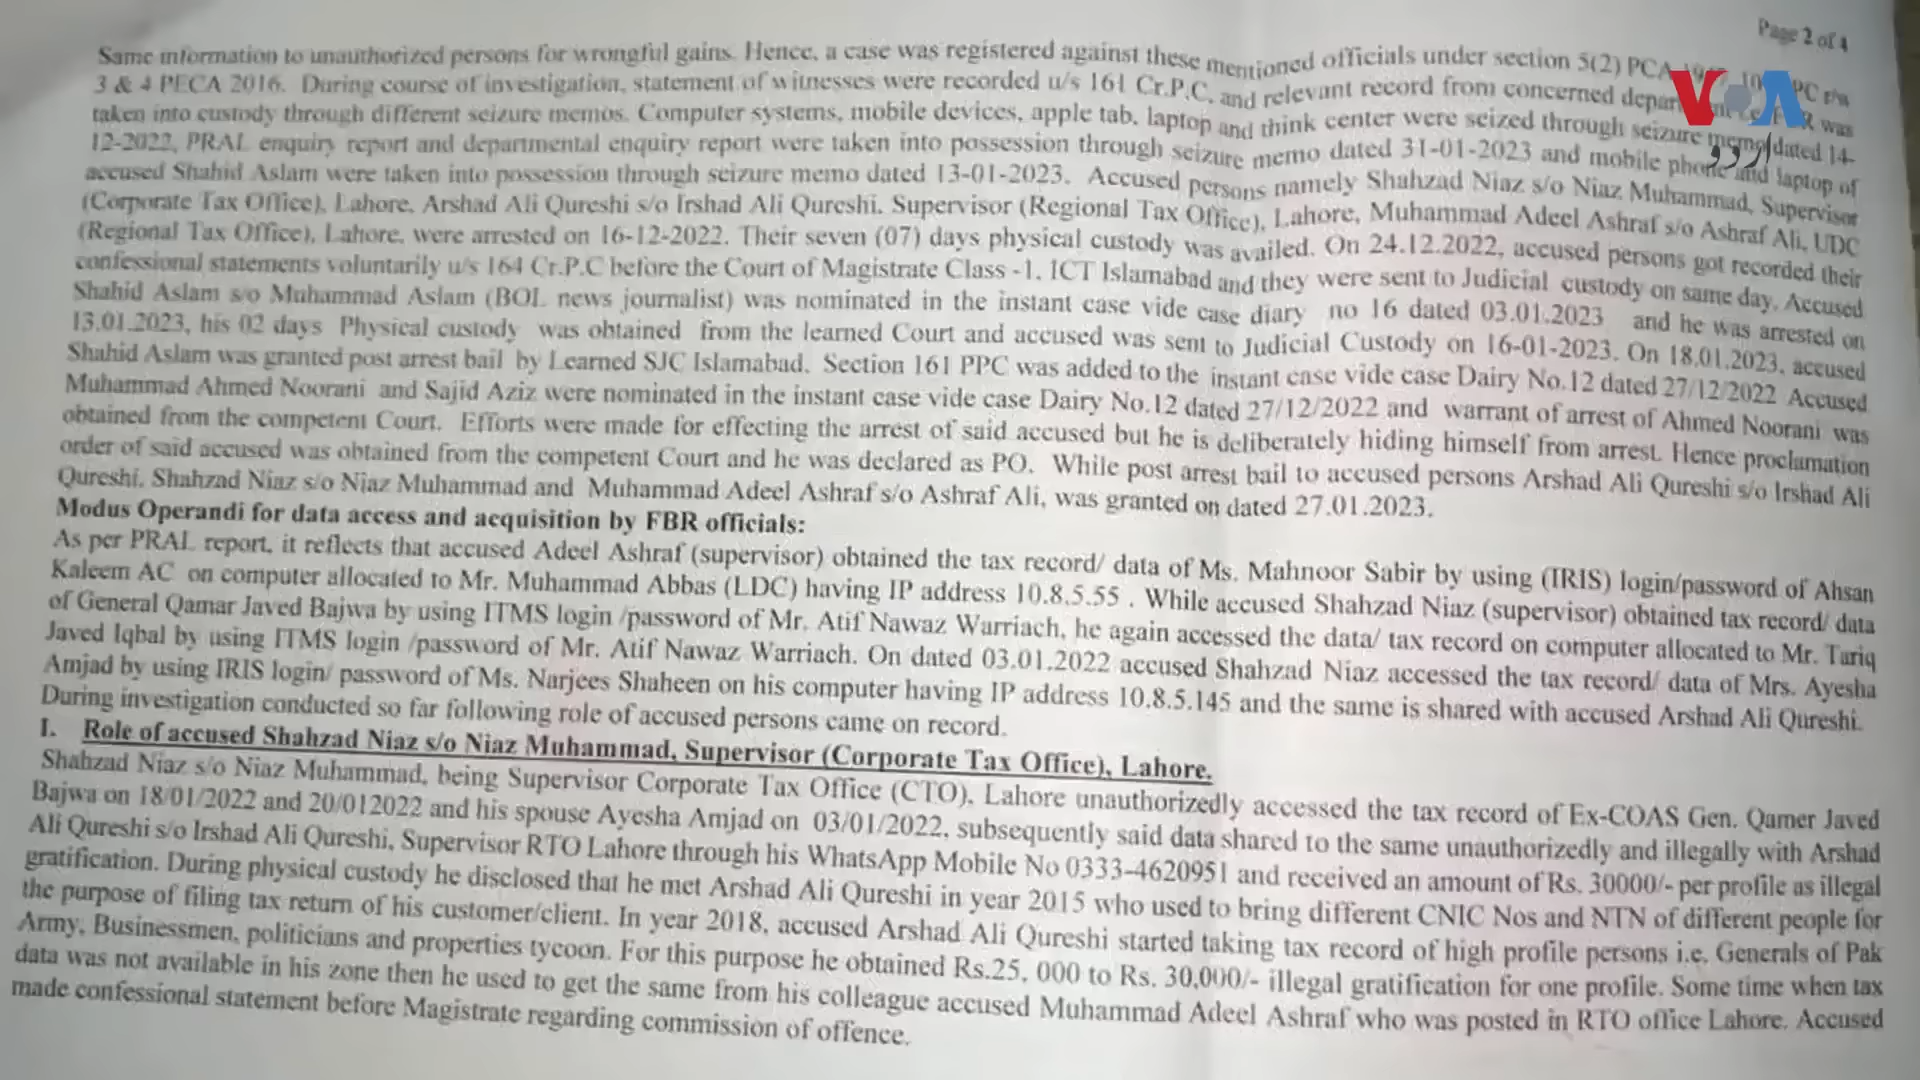 Page 2 of 4
Same information to unauthorized persons for wrongful gains. Hence, a case was registered against these mentioned officials under section 5(2) PCA PC r/w
3 & 4 PECA 2016. During course of investigation, statement of witnesses were recorded u/s 161 Cr.P.C, and relevant record from concerned was
taken into custody through different seizure memos. Computer systems, mobile devices, apple tab, laptop and think center were seized through seizure memo dated 14-
12-2022, PRAL enquiry report and departmental enquiry report were taken into possession through seizure memo dated 31-01-2023 and mobile phone and laptop of
accused Shahid Aslam were taken into possession through seizure memo dated 13-01-2023. Accused persons namely Shahzad Niaz s/o Niaz Muhammad, Supervisor
(Corporate Tax Office), Lahore, Arshad Ali Qureshi s/o Irshad Ali Qureshi, Supervisor (Regional Tax Office), Lahore, Muhammad Adeel Ashraf s/o Ashraf Ali, UDC
(Regional Tax Office), Lahore, were arrested on 16-12-2022. Their seven (07) days physical custody was availed. On 24.12.2022, accused persons got recorded their
confessional statements voluntarily u/s 164 Cr.P.C before the Court of Magistrate Class -1, ICT Islamabad and they were sent to Judicial custody on same day. Accused
Shahid Aslam s/o Muhammad Aslam (BOL news journalist) was nominated in the instant case vide case diary no 16 dated 03.01.2023 and he was arrested on
13.01.2023, his 02 days Physical custody was obtained from the learned Court and accused was sent to Judicial Custody on 16-01-2023. On 18.01.2023, accused
Shahid Aslam was granted post arrest bail by Learned SJC Islamabad. Section 161 PPC was added to the instant case vide case Dairy No.12 dated 27/12/2022 Accused
Muhammad Ahmed Noorani and Sajid Aziz were nominated in the instant case vide case Dairy No.12 dated 27/12/2022 and warrant of arrest of Ahmed Noorani was
obtained from the competent Court. Efforts were made for effecting the arrest of said accused but he is deliberately hiding himself from arrest. Hence proclamation
order of said accused was obtained from the competent Court and he was declared as PO. While post arrest bail to accused persons Arshad Ali Qureshi s/o Irshad Ali
Qureshi, Shahzad Niaz s/o Niaz Muhammad and Muhammad Adeel Ashraf s/o Ashraf Ali, was granted on dated 27.01.2023.
Modus Operandi for data access and acquisition by FBR officials:
As per PRAL report, it reflects that accused Adeel Ashraf (supervisor) obtained the tax record/ data of Ms. Mahnoor Sabir by using (IRIS) login/password of Ahsan
Kaleem AC on computer allocated to Mr. Muhammad Abbas (LDC) having IP address 10.8.5.55 . While accused Shahzad Niaz (supervisor) obtained tax record/ data
of General Qamar Javed Bajwa by using ITMS login /password of Mr. Atif Nawaz Warriach, he again accessed the data/ tax record on computer allocated to Mr. Tariq
Javed Iqbal by using ITMS login /password of Mr. Atif Nawaz Warriach. On dated 03.01.2022 accused Shahzad Niaz accessed the tax record/ data of Mrs. Ayesha
Amjad by using IRIS login/ password of Ms. Narjees Shaheen on his computer having IP address 10.8.5.145 and the same is shared with accused Arshad Ali Qureshi.
During investigation conducted so far following role of accused persons came on record.
I. Role of accused Shahzad Niaz s/o Niaz Muhammad, Supervisor (Corporate Tax Office), Lahore.
Shahzad Niaz s/o Niaz Muhammad, being Supervisor Corporate Tax Office (CTO), Lahore unauthorizedly accessed the tax record of Ex-COAS Gen. Qamer Javed
Bajwa on 18/01/2022 and 20/012022 and his spouse Ayesha Amjad on 03/01/2022, subsequently said data shared to the same unauthorizedly and illegally with Arshad
Ali Qureshi s/o Irshad Ali Qureshi, Supervisor RTO Lahore through his WhatsApp Mobile No 0333-4620951 and received an amount of Rs. 30000/- per profile as illegal
gratification. During physical custody he disclosed that he met Arshad Ali Qureshi in year 2015 who used to bring different CNIC Nos and NTN of different people for
the purpose of filing tax return of his customer/client. In year 2018, accused Arshad Ali Qureshi started taking tax record of high profile persons i.e. Generals of Pak
Army, Businessmen, politicians and properties tycoon. For this purpose he obtained Rs.25, 000 to Rs. 30,000/- illegal gratification for one profile. Some time when tax
data was not available in his zone then he used to get the same from his colleague accused Muhammad Adeel Ashraf who was posted in RTO office Lahore. Accused
made confessional statement before Magistrate regarding commission of offence.
VOA
اردو